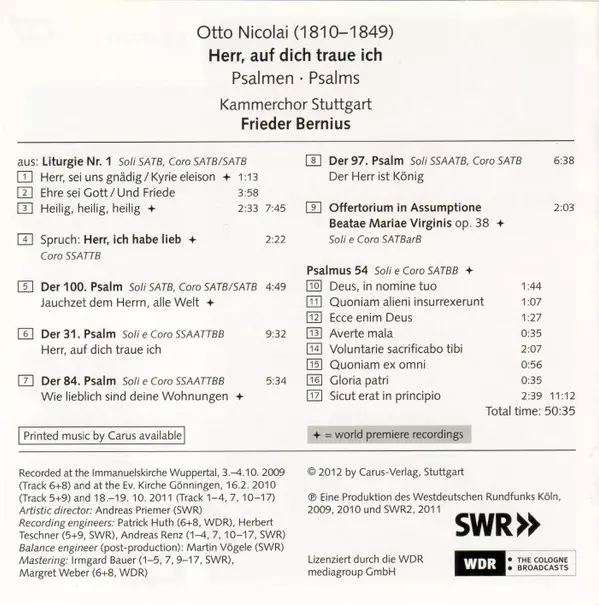 Otto Nicolai (1810–1849)
Herr, auf dich traue ich
Psalmen · Psalms
Kammerchor Stuttgart
Frieder Bernius
aus: Liturgie Nr. 1 Soli SATB, Coro SATB/SATB
1 Herr, sei uns gnädig / Kyrie eleison ✦ 1:13
2 Ehre sei Gott / Und Friede 3:58
3 Heilig, heilig, heilig ✦ 2:33 7:45
4 Spruch: Herr, ich habe lieb ✦ 2:22
Coro SSATTB
5 Der 100. Psalm Soli SATB, Coro SATB/SATB 4:49
Jauchzet dem Herrn, alle Welt ✦
6 Der 31. Psalm Soli e Coro SSAATTBB 9:32
Herr, auf dich traue ich
7 Der 84. Psalm Soli e Coro SSAATTBB 5:34
Wie lieblich sind deine Wohnungen ✦
Printed music by Carus available
8 Der 97. Psalm Soli SSAATB, Coro SATB 6:38
Der Herr ist König
9 Offertorium in Assumptione 2:03
Beatae Mariae Virginis op. 38 ✦
Soli e Coro SATBarB
Psalmus 54 Soli e Coro SATBB ✦
10 Deus, in nomine tuo 1:44
11 Quoniam alieni insurrexerunt 1:07
12 Ecce enim Deus 1:27
13 Averte mala 0:35
14 Voluntarie sacrificabo tibi 2:07
15 Quoniam ex omni 0:56
16 Gloria patri 0:35
17 Sicut erat in principio 2:39 11:12
Total time: 50:35
✦ = world premiere recordings
Recorded at the Immanuelskirche Wuppertal, 3.–4.10. 2009
(Track 6+8) and at the Ev. Kirche Gönningen, 16.2. 2010
(Track 5+9) and 18.–19. 10. 2011 (Track 1–4, 7, 10–17)
Artistic director: Andreas Priemer (SWR)
Recording engineers: Patrick Huth (6+8, WDR), Herbert
Teschner (5+9, SWR), Andreas Renz (1–4, 7, 10–17, SWR)
Balance engineer (post-production): Martin Vögele (SWR)
Mastering: Irmgard Bauer (1–5, 7, 9–17, SWR),
Margret Weber (6+8, WDR)
© 2012 by Carus-Verlag, Stuttgart
℗ Eine Produktion des Westdeutschen Rundfunks Köln,
2009, 2010 und SWR2, 2011
SWR»
Lizenziert durch die WDR
mediagroup GmbH
WDR THE COLOGNE
BROADCASTS